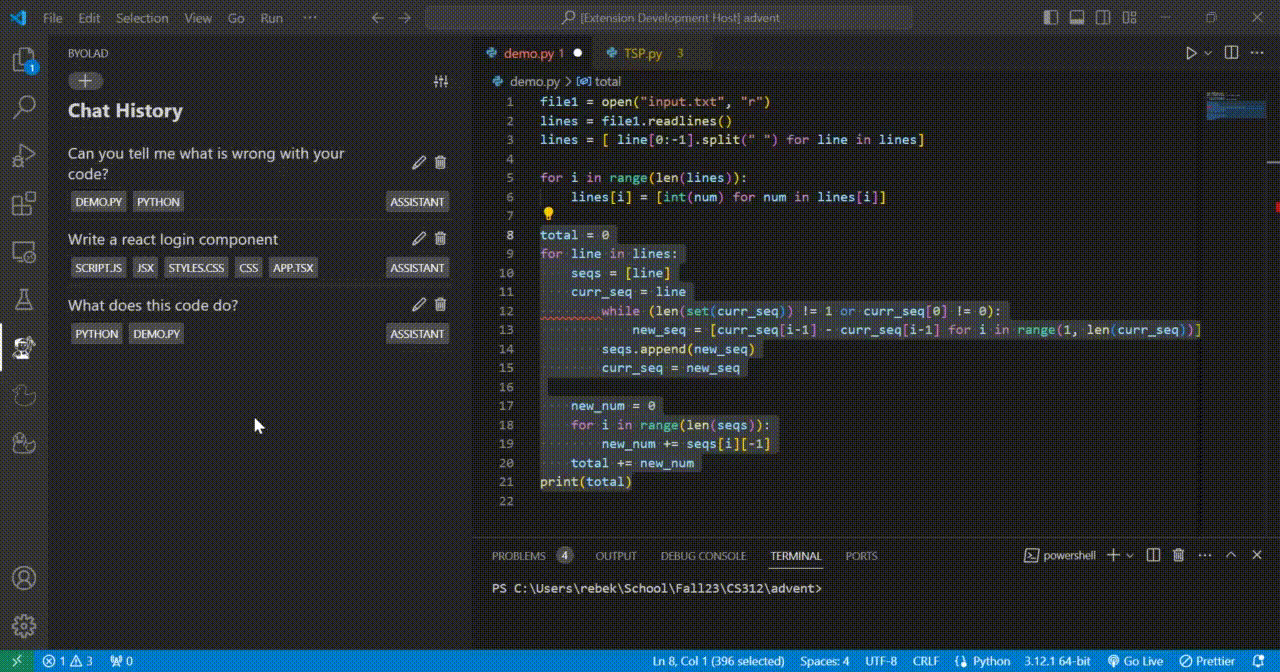 File Edit Selection View Go Run ··· [Extension Development Host] advent
BYOLAD
Chat History
Can you tell me what is wrong with your
code?
DEMO.PY PYTHON ASSISTANT
Write a react login component
SCRIPT.JS JSX STYLES.CSS CSS APP.TSX ASSISTANT
What does this code do?
PYTHON DEMO.PY ASSISTANT
1
demo.py 1 TSP.py 3
demo.py > total
1 file1 = open("input.txt", "r")
2 lines = file1.readlines()
3 lines = [ line[0:-1].split(" ") for line in lines]
4
5 for i in range(len(lines)):
6 lines[i] = [int(num) for num in lines[i]]
7
8 total = 0
9 for line in lines:
10 seqs = [line]
11 curr_seq = line
12 while (len(set(curr_seq)) != 1 or curr_seq[0] != 0):
13 new_seq = [curr_seq[i-1] - curr_seq[i-1] for i in range(1, len(curr_seq))]
14 seqs.append(new_seq)
15 curr_seq = new_seq
16
17 new_num = 0
18 for i in range(len(seqs)):
19 new_num += seqs[i][-1]
20 total += new_num
21 print(total)
22
PROBLEMS 4 OUTPUT DEBUG CONSOLE TERMINAL PORTS powershell
PS C:\Users\rebek\School\Fall23\CS312\advent>
1 3 0 Ln 8, Col 1 (396 selected) Spaces: 4 UTF-8 CRLF Python 3.12.1 64-bit Go Live Prettier